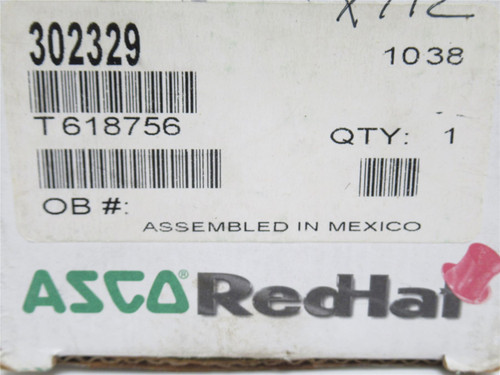 302329
1038
T618756
QTY: 1
OB #:
ASSEMBLED IN MEXICO
ASCO® RedHat